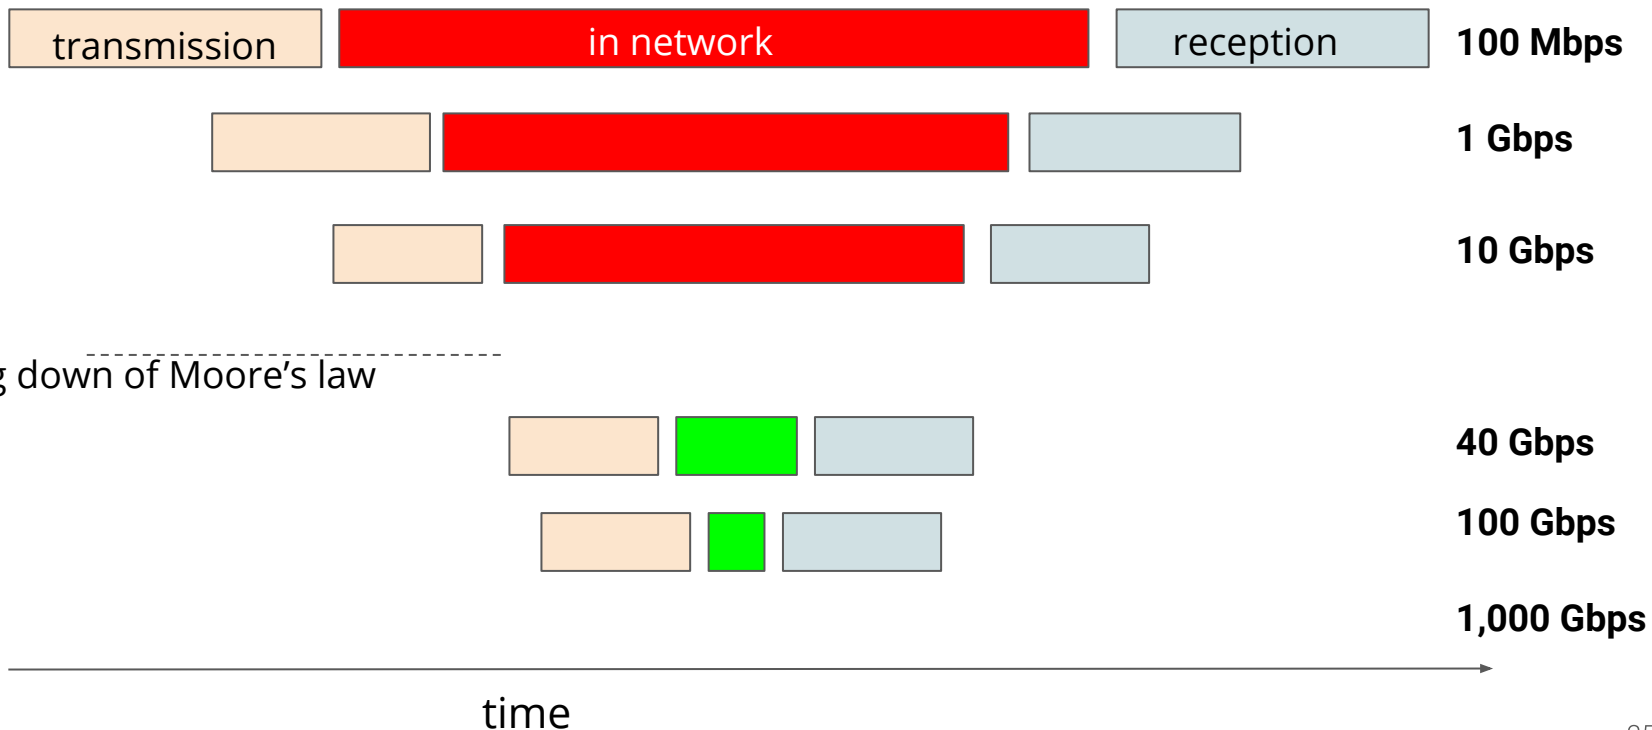 transmission in network reception 100 Mbps
1 Gbps
10 Gbps
down of Moore's law
40 Gbps
100 Gbps
1,000 Gbps
time